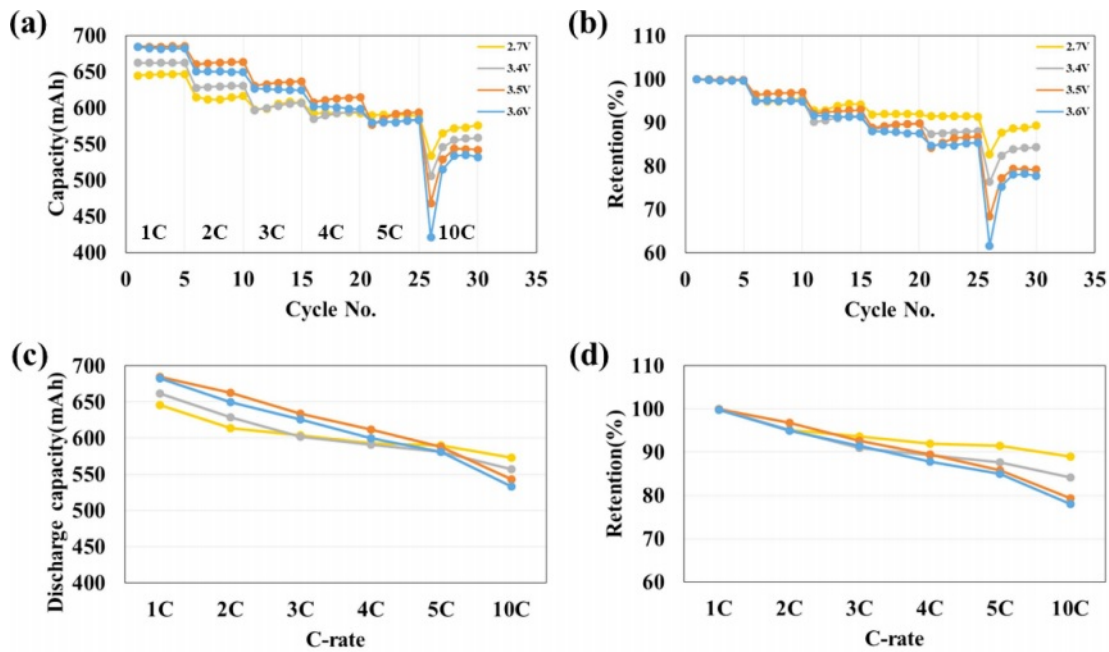 (a)
700
650
600
550
500
450
400
Capacity(mAh)
1C 2C 3C 4C 5C 10C
0 5 10 15 20 25 30 35
Cycle No.
2.7V
3.4V
3.5V
3.6V
(b)
110
100
90
80
70
60
Retention(%)
0 5 10 15 20 25 30 35
Cycle No.
2.7V
3.4V
3.5V
3.6V
(c)
700
650
600
550
500
450
400
Discharge capacity(mAh)
1C 2C 3C 4C 5C 10C
C-rate
(d)
110
100
90
80
70
60
Retention(%)
1C 2C 3C 4C 5C 10C
C-rate